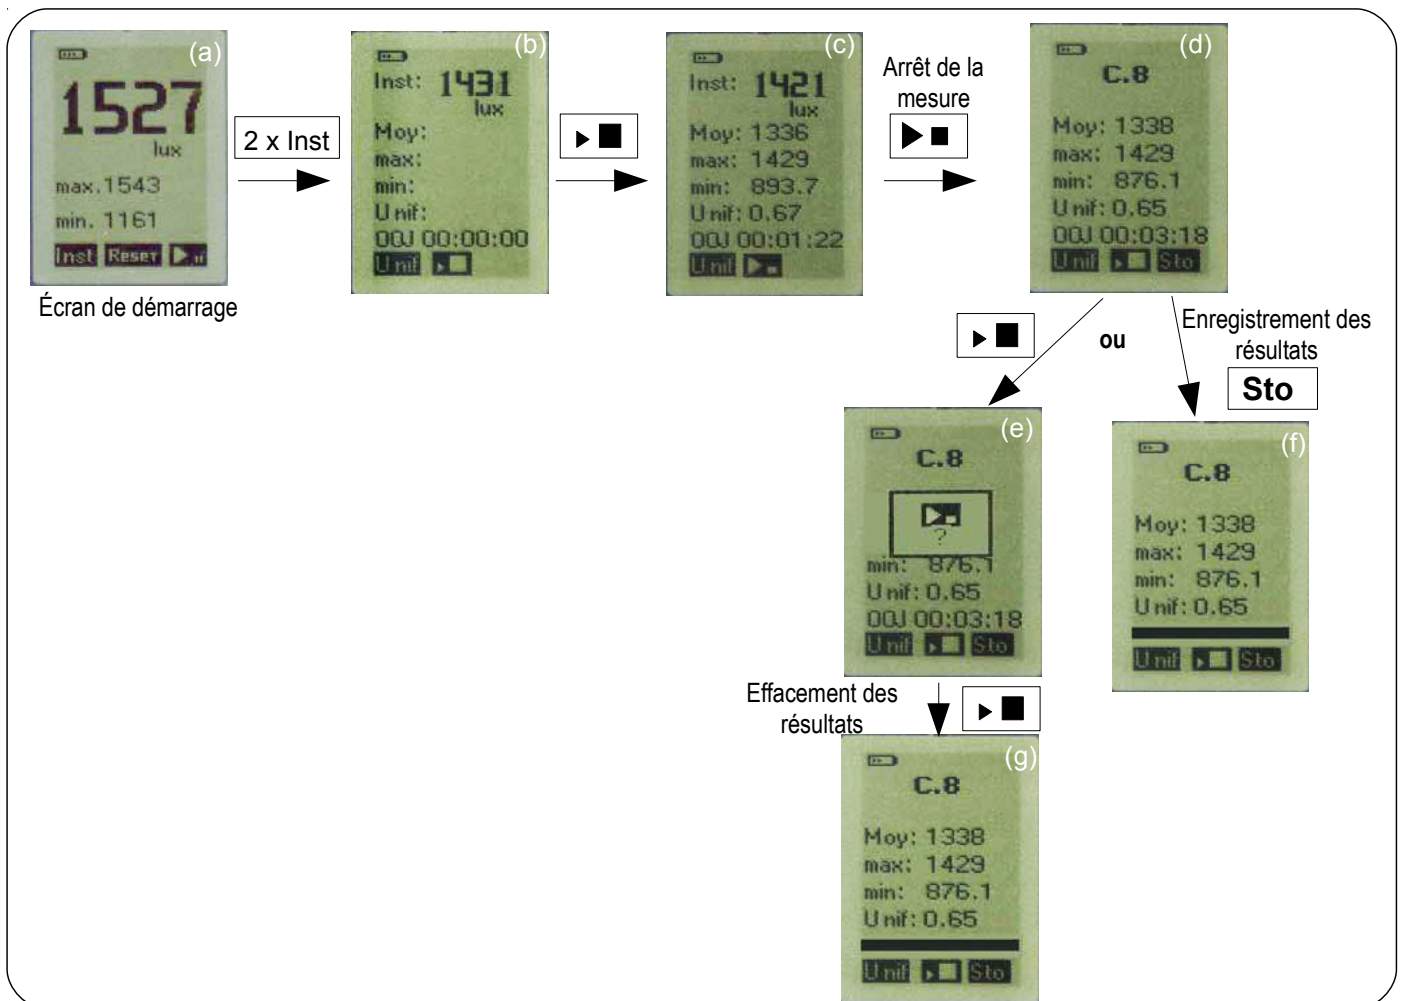 (a)
1527
lux
max.1543
min. 1161
Inst Reset
Écran de démarrage
2 x Inst
(b)
Inst: 1431
lux
Moy:
max:
min:
Unif:
00J 00:00:00
Unif
(c)
Inst: 1421
lux
Moy: 1336
max: 1429
min: 893.7
Unif: 0.67
00J 00:01:22
Unif
Arrêt de la
mesure
(d)
C.8
Moy: 1338
max: 1429
min: 876.1
Unif: 0.65
00J 00:03:18
Unif Sto
ou
Enregistrement des
résultats
Sto
(e)
C.8
?
min: 876.1
Unif: 0.65
00J 00:03:18
Unif Sto
(f)
C.8
Moy: 1338
max: 1429
min: 876.1
Unif: 0.65
Unif Sto
Effacement des
résultats
(g)
C.8
Moy: 1338
max: 1429
min: 876.1
Unif: 0.65
Unif Sto